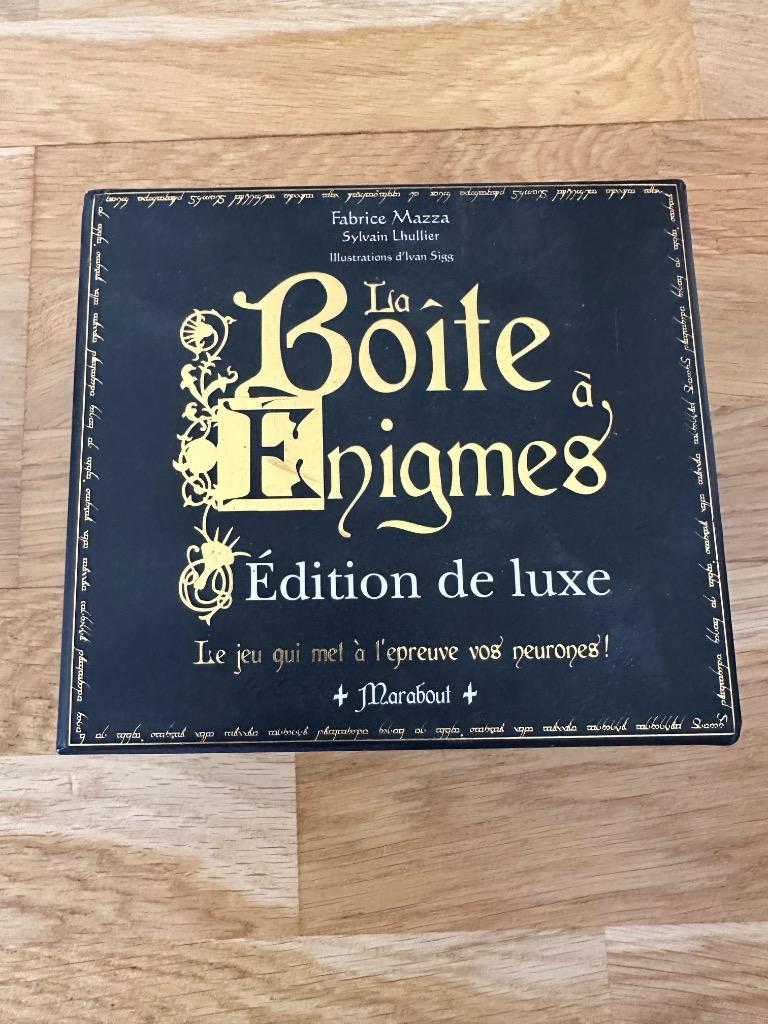 Fabrice Mazza
Sylvain Lhullier
Illustrations d'Ivan Sigg
La
Boîte
à
Enigmes
Édition de luxe
Le jeu qui met à l'epreuve vos neurones!
+ Marabout +